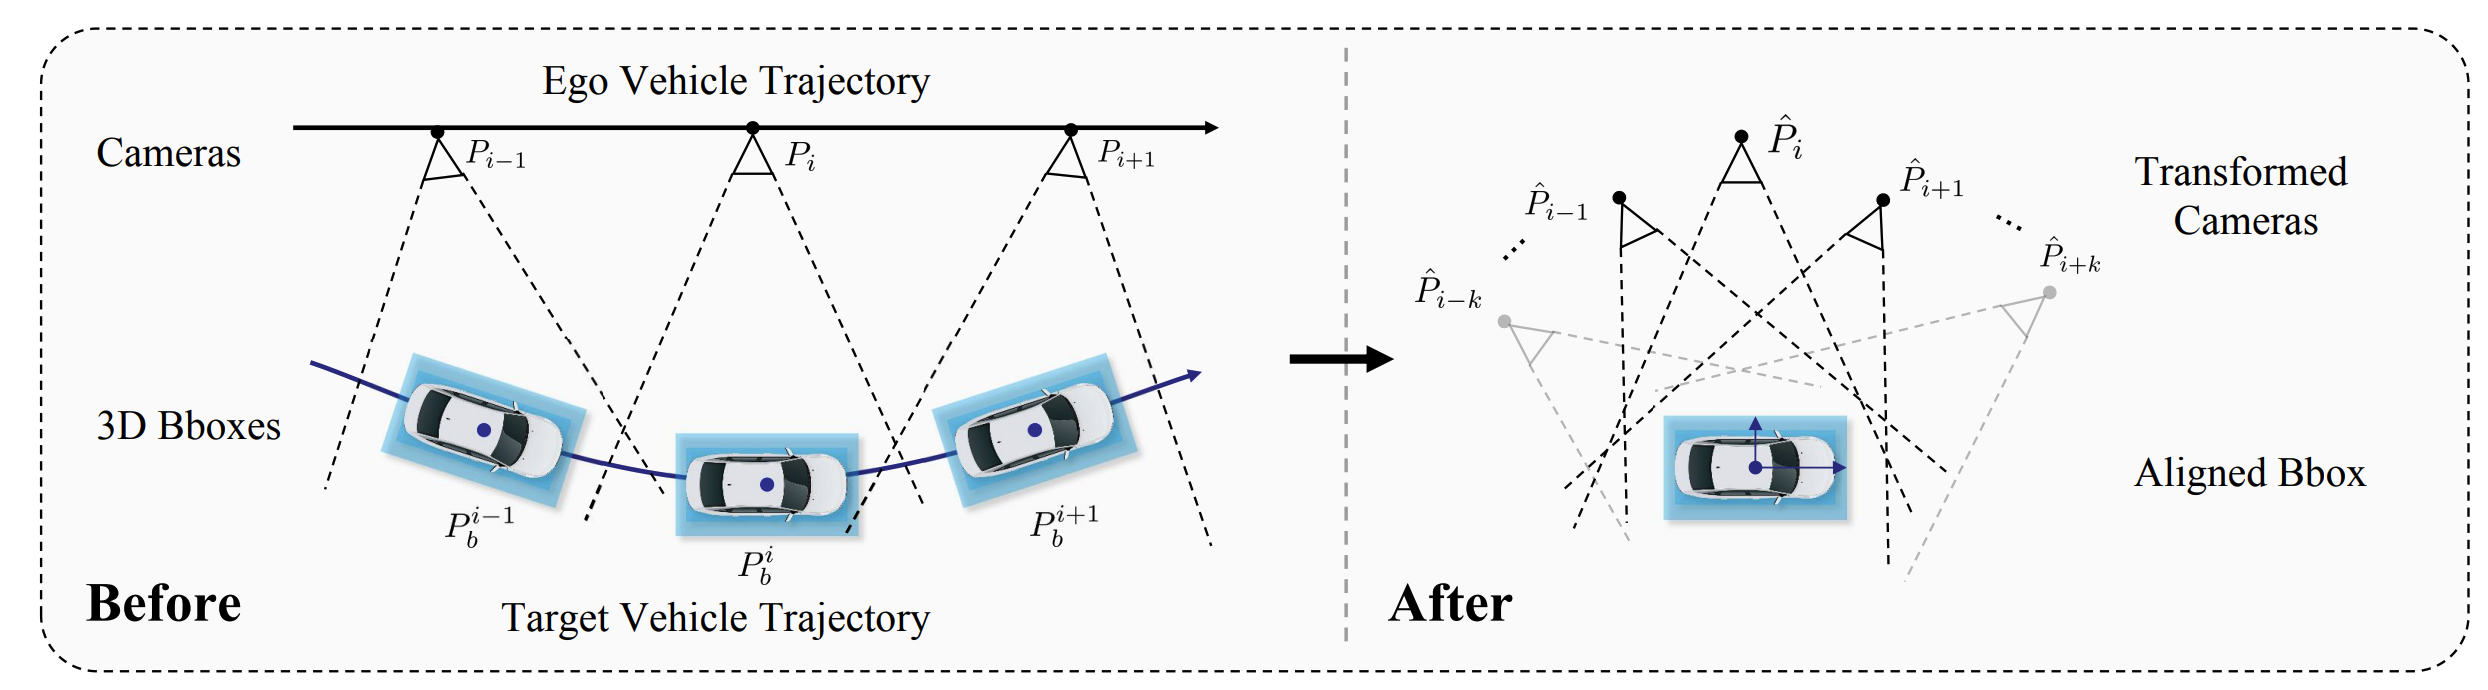 Ego Vehicle Trajectory
Cameras
P_{i-1}
P_i
P_{i+1}
3D Bboxes
P_b^{i-1}
P_b^i
P_b^{i+1}
Before
Target Vehicle Trajectory
\hat{P}_i
\hat{P}_{i-1}
\hat{P}_{i+1}
\hat{P}_{i-k}
\hat{P}_{i+k}
Transformed
Cameras
Aligned Bbox
After